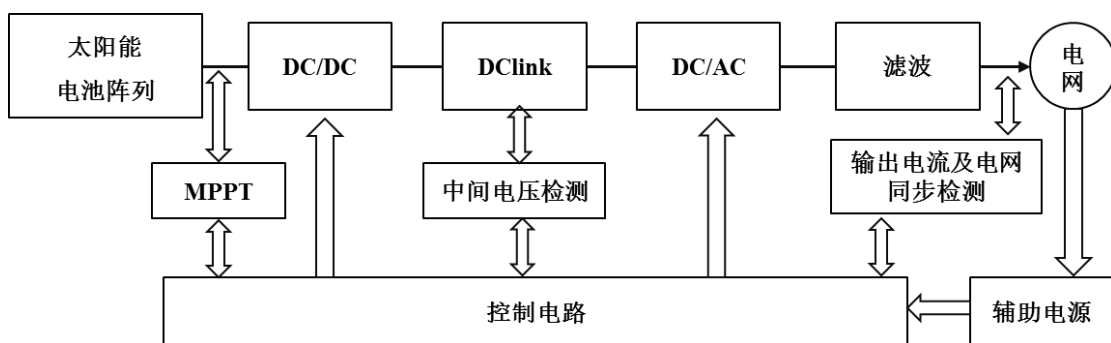 太阳能
电池阵列
DC/DC
DClink
DC/AC
滤波
电
网
MPPT
中间电压检测
输出电流及电网
同步检测
控制电路
辅助电源